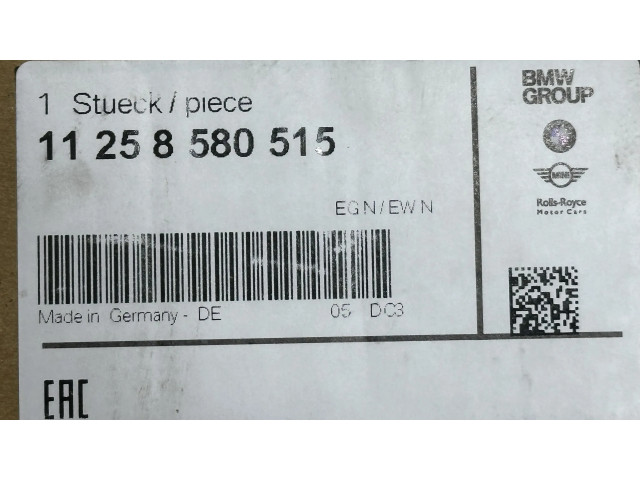 1 Stueck / piece
11 25 8 580 515
EGN/EWN
Made in Germany - DE 05 DC3
EAC
BMW
GROUP
MINI
Rolls-Royce
Motor Cars